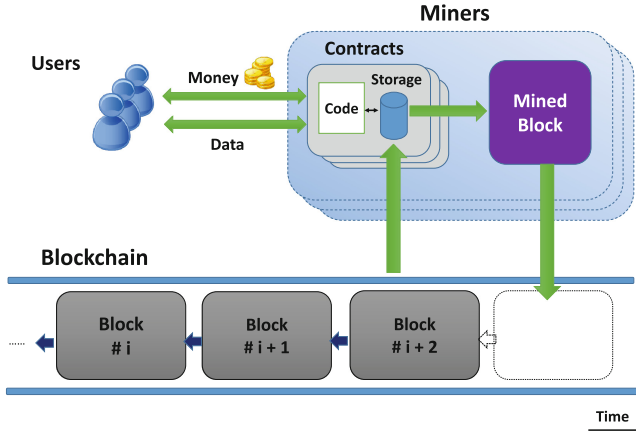 Miners
Users
Contracts
Money
Storage
Code
Mined
Block
Data
Blockchain
Block
# i
Block
# i + 1
Block
# i + 2
......
Time